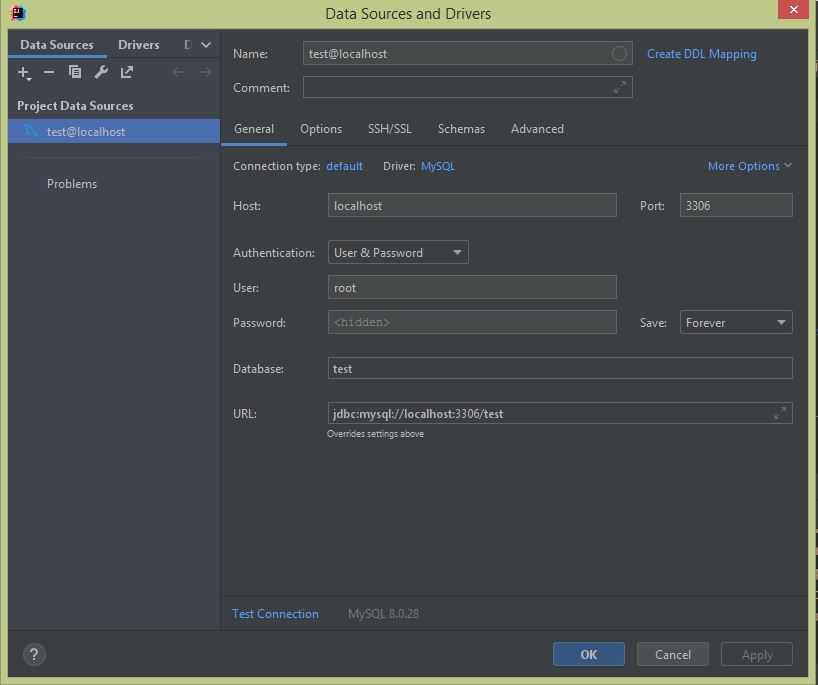 Data Sources and Drivers
Data Sources Drivers D
Project Data Sources
test@localhost
Problems
Name: test@localhost Create DDL Mapping
Comment:
General Options SSH/SSL Schemas Advanced
Connection type: default Driver: MySQL More Options
Host: localhost Port: 3306
Authentication: User & Password
User: root
Password: <hidden> Save: Forever
Database: test
URL: jdbc:mysql://localhost:3306/test
Overrides settings above
Test Connection MySQL 8.0.28
? OK Cancel Apply